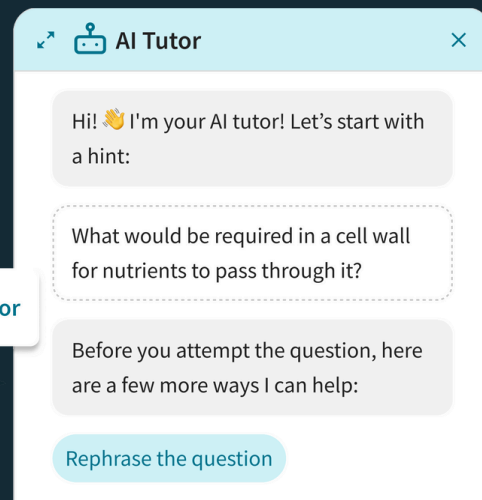 AI Tutor
Hi! 👋 I'm your AI tutor! Let’s start with
a hint:
What would be required in a cell wall
for nutrients to pass through it?
or
Before you attempt the question, here
are a few more ways I can help:
Rephrase the question